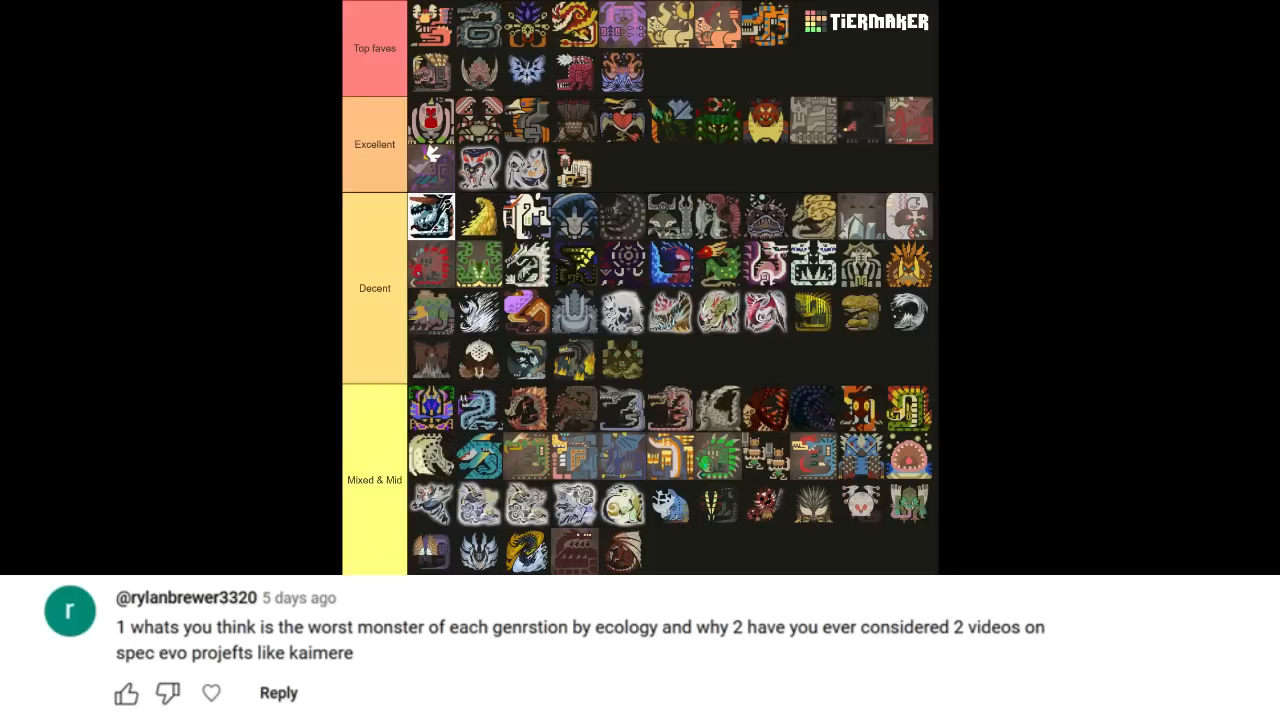 TIERMAKER
Top faves
Excellent
Decent
Mixed & Mid
r
@rylanbrewer3320 5 days ago
1 whats you think is the worst monster of each genrstion by ecology and why 2 have you ever considered 2 videos on
spec evo projefts like kaimere
Reply